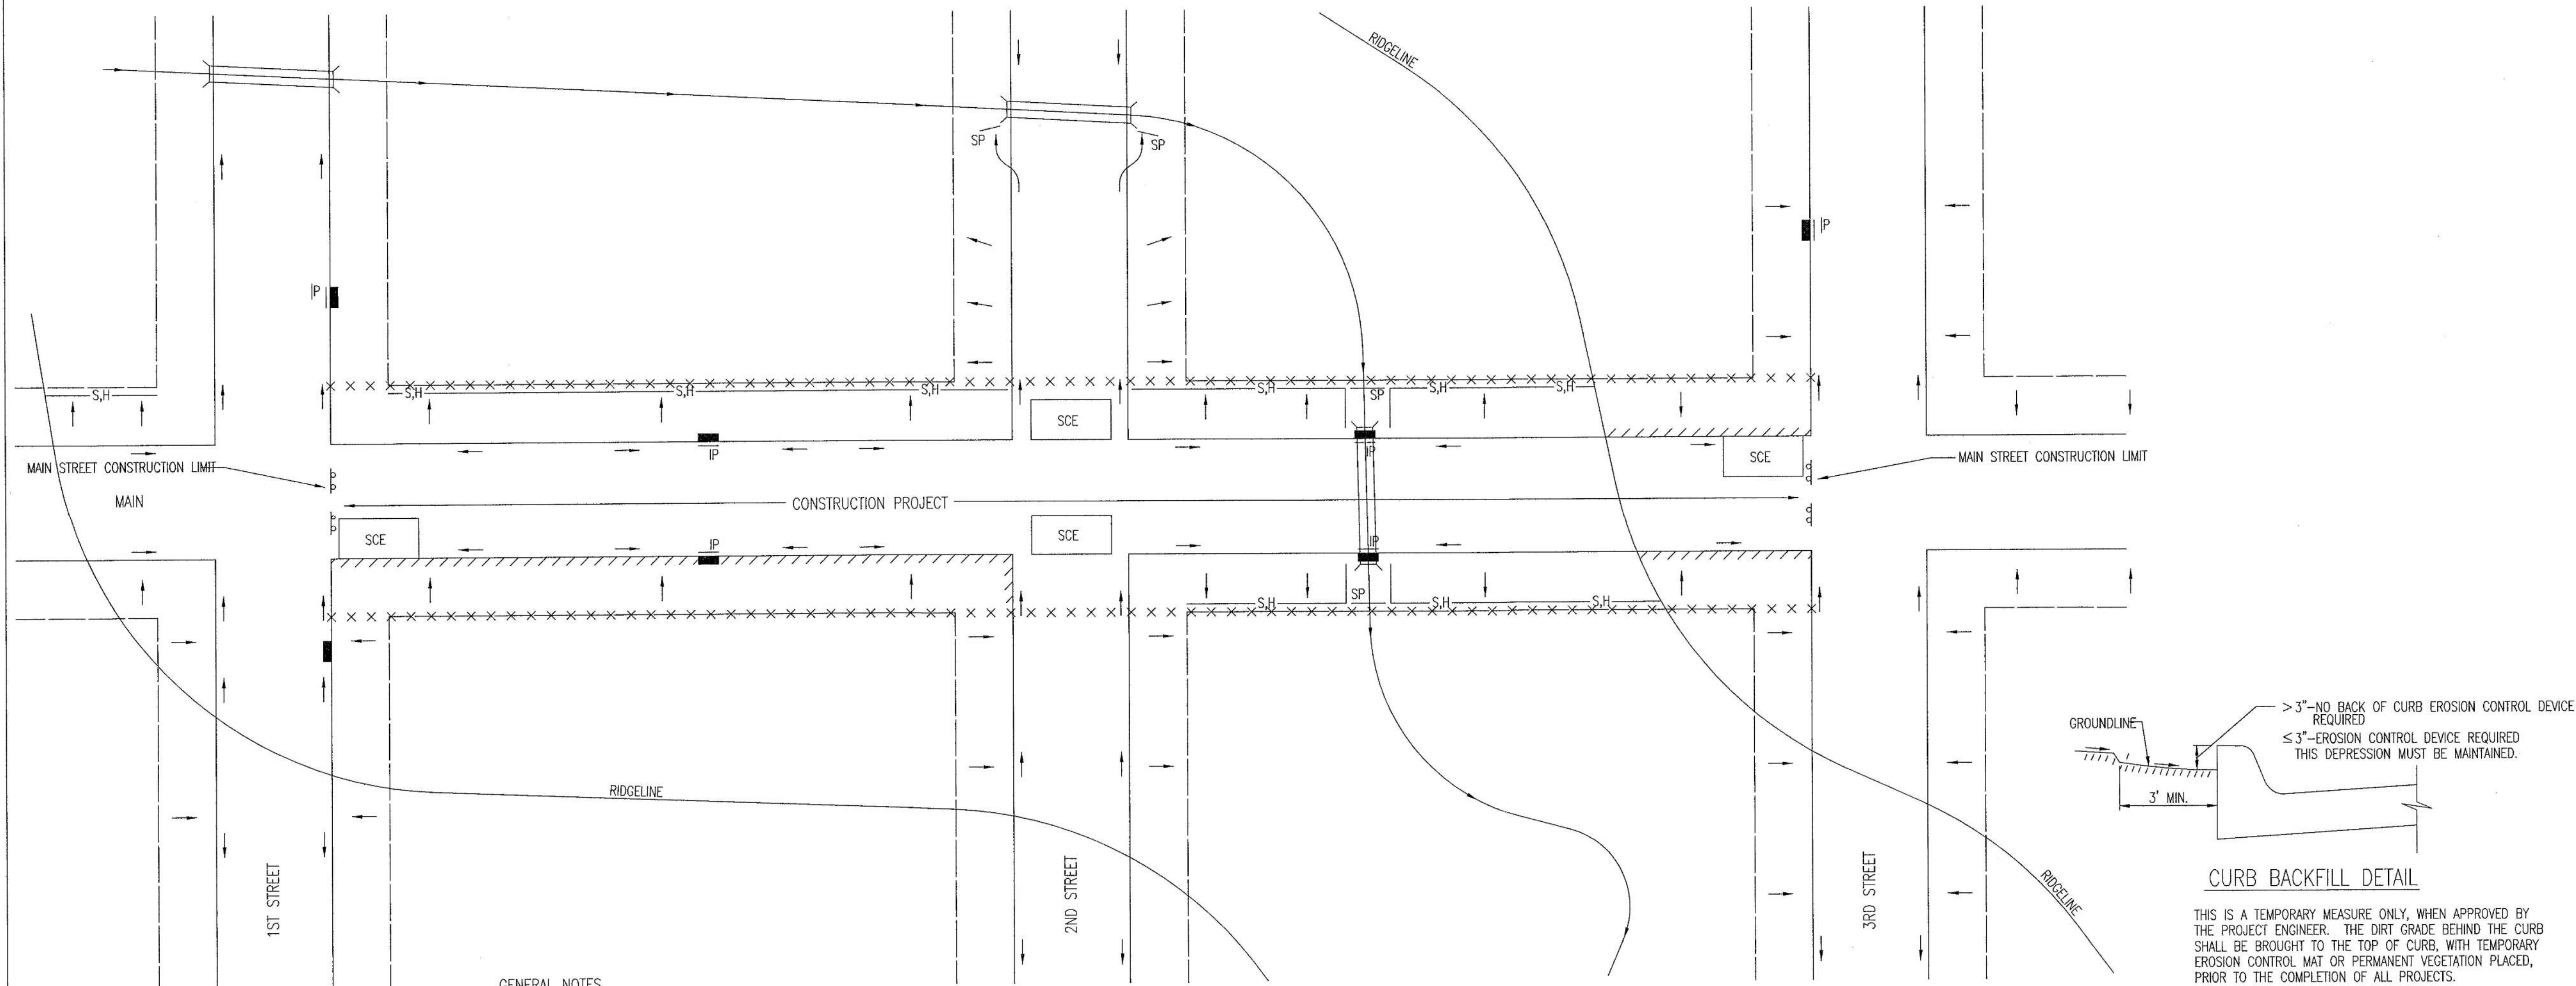 RIDGELINE
SP
SP
IP
IP
S,H
S,H
S,H
S,H
S,H
SP
S,H
S,H
SCE
IP
IP
SCE
MAIN STREET CONSTRUCTION LIMIT
MAIN STREET CONSTRUCTION LIMIT
MAIN
CONSTRUCTION PROJECT
SCE
SCE
IP
IP
S,H
SP
S,H
S,H
RIDGELINE
RIDGELINE
1ST STREET
2ND STREET
3RD STREET
GROUNDLINE
> 3"-NO BACK OF CURB EROSION CONTROL DEVICE
REQUIRED
≤ 3"-EROSION CONTROL DEVICE REQUIRED
THIS DEPRESSION MUST BE MAINTAINED.
3' MIN.
CURB BACKFILL DETAIL
THIS IS A TEMPORARY MEASURE ONLY, WHEN APPROVED BY
THE PROJECT ENGINEER. THE DIRT GRADE BEHIND THE CURB
SHALL BE BROUGHT TO THE TOP OF CURB, WITH TEMPORARY
EROSION CONTROL MAT OR PERMANENT VEGETATION PLACED,
PRIOR TO THE COMPLETION OF ALL PROJECTS.
GENERAL NOTES